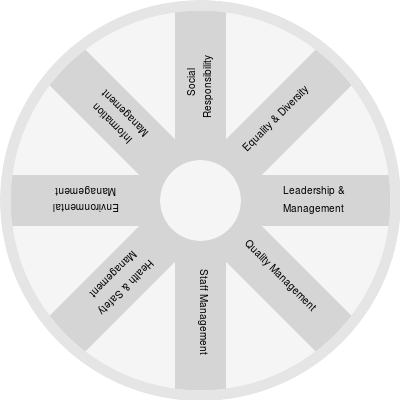 Social
Responsibility
Equality & Diversity
Leadership &
Management
Quality Management
Staff Management
Health & Safety
Management
Environmental
Management
Information
Management